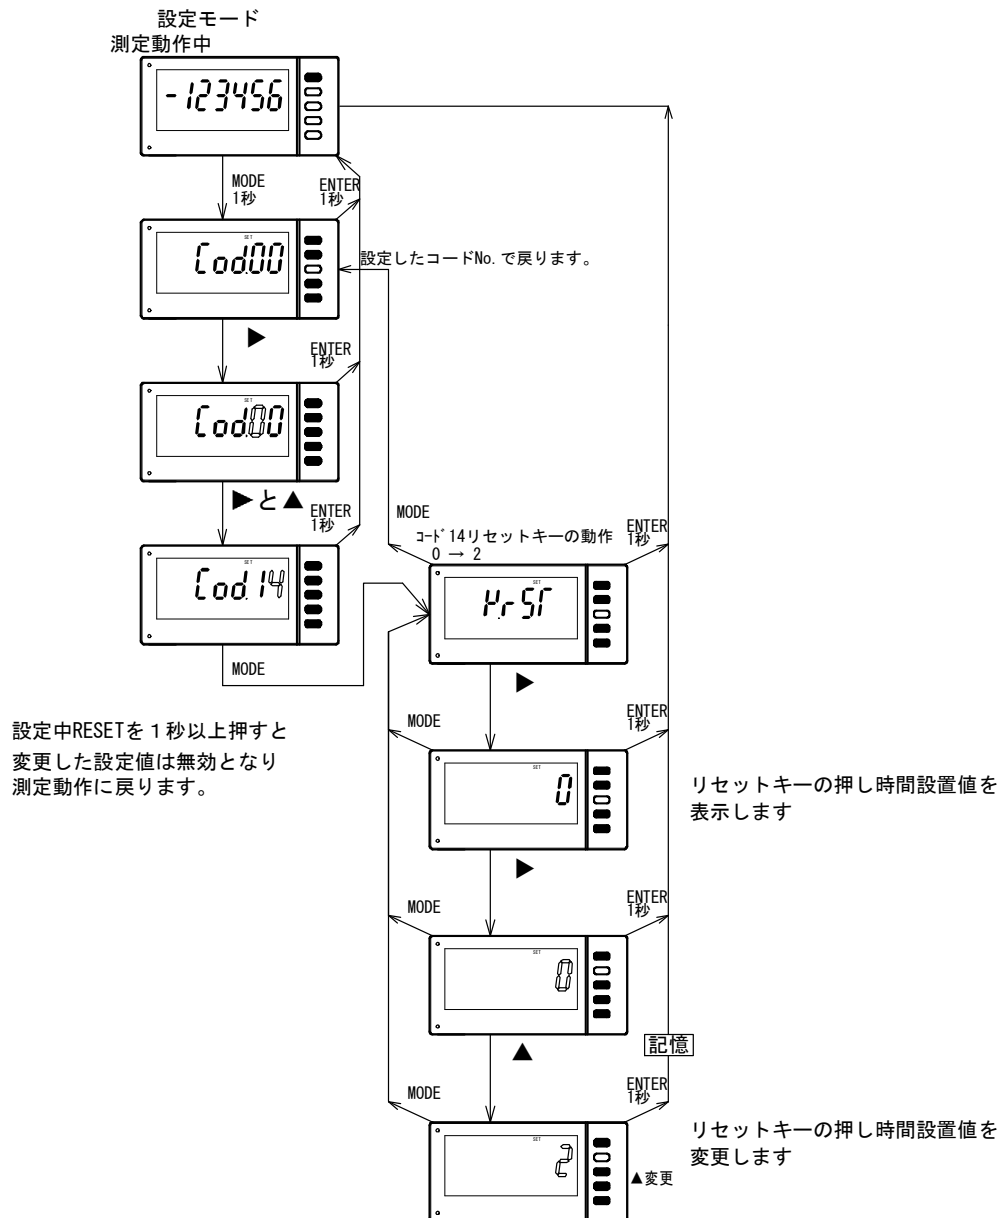 設定モード
測定動作中
-123456
MODE
1秒
ENTER
1秒
SET
Cod.00
設定したコードNo.で戻ります。
▶
ENTER
1秒
SET
Cod.00
▶と▲
ENTER
1秒
SET
Cod.14
MODE
MODE
コード14リセットキーの動作
0 → 2
ENTER
1秒
SET
▶
設定中RESETを１秒以上押すと
変更した設定値は無効となり
測定動作に戻ります。
MODE
ENTER
1秒
SET
0
リセットキーの押し時間設置値を
表示します
▶
MODE
ENTER
1秒
SET
0
▲
記憶
MODE
ENTER
1秒
SET
2
▲変更
リセットキーの押し時間設置値を
変更します